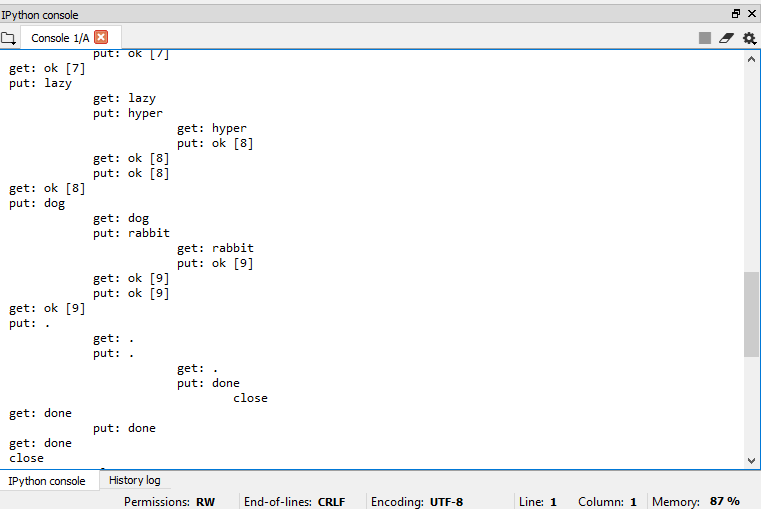 IPython console
Console 1/A
put: ok [7]
get: ok [7]
put: lazy
get: lazy
put: hyper
get: hyper
put: ok [8]
get: ok [8]
put: ok [8]
get: ok [8]
put: dog
get: dog
put: rabbit
get: rabbit
put: ok [9]
get: ok [9]
put: ok [9]
get: ok [9]
put: .
get: .
put: .
get: .
put: done
close
get: done
put: done
get: done
close
IPython console History log
Permissions: RW End-of-lines: CRLF Encoding: UTF-8 Line: 1 Column: 1 Memory: 87 %